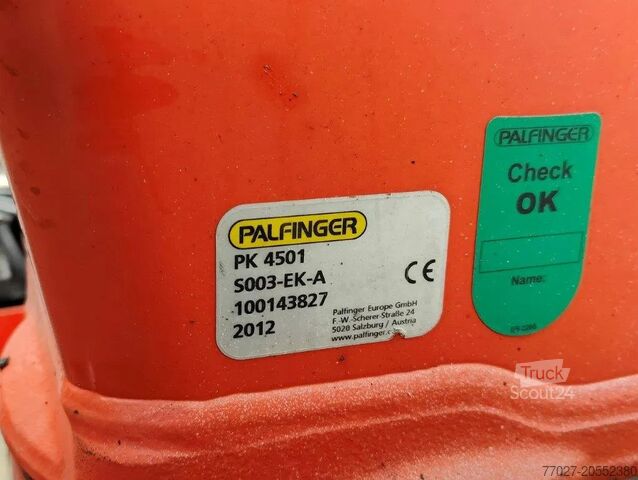 PALFINGER
PK 4501
S003-EK-A
100143827
2012
CE
Palfinger Europe GmbH
F.-W.-Scherer-Straße 24
5020 Salzburg / Austria
www.palfinger.c
PALFINGER
Check
OK
Name:
Truck
Scout24
77027-20552380